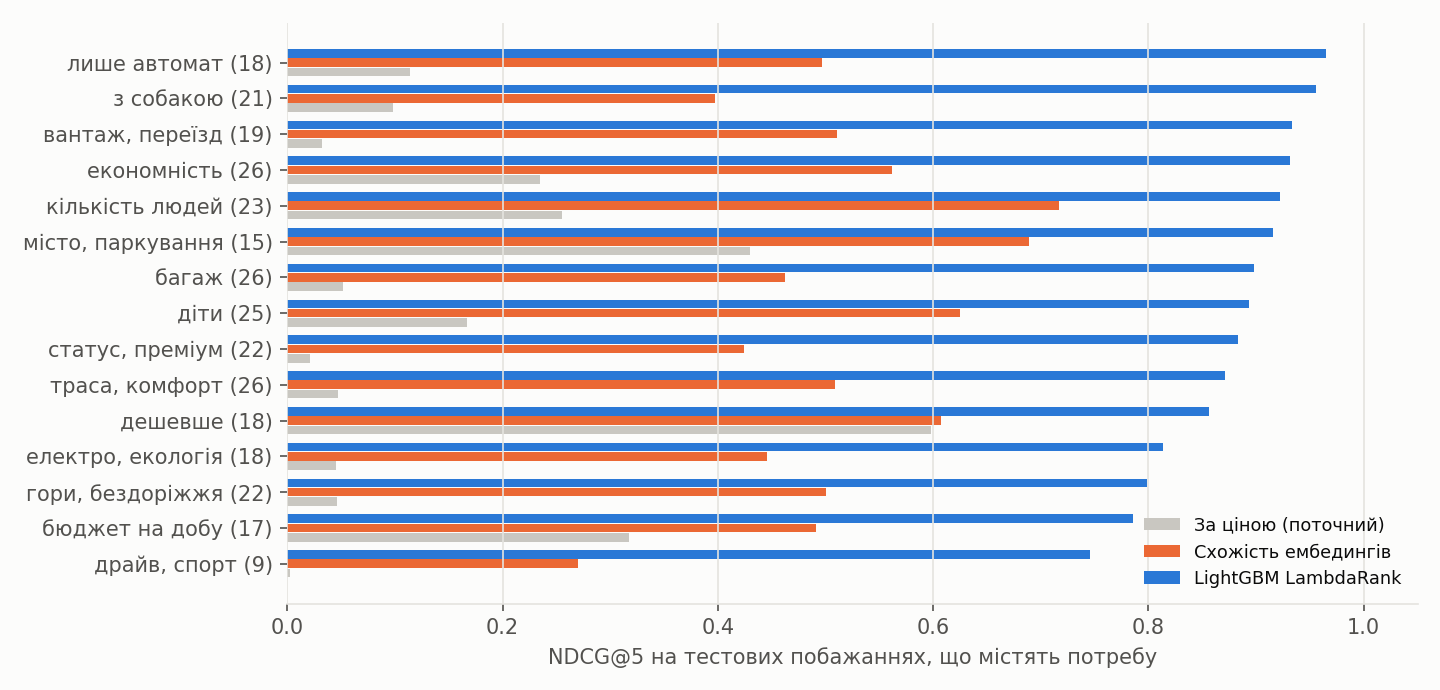 лише автомат (18)
з собакою (21)
вантаж, переїзд (19)
економність (26)
кількість людей (23)
місто, паркування (15)
багаж (26)
діти (25)
статус, преміум (22)
траса, комфорт (26)
дешевше (18)
електро, екологія (18)
гори, бездоріжжя (22)
бюджет на добу (17)
драйв, спорт (9)
За ціною (поточний)
Схожість ембедингів
LightGBM LambdaRank
0.0 0.2 0.4 0.6 0.8 1.0
NDCG@5 на тестових побажаннях, що містять потребу